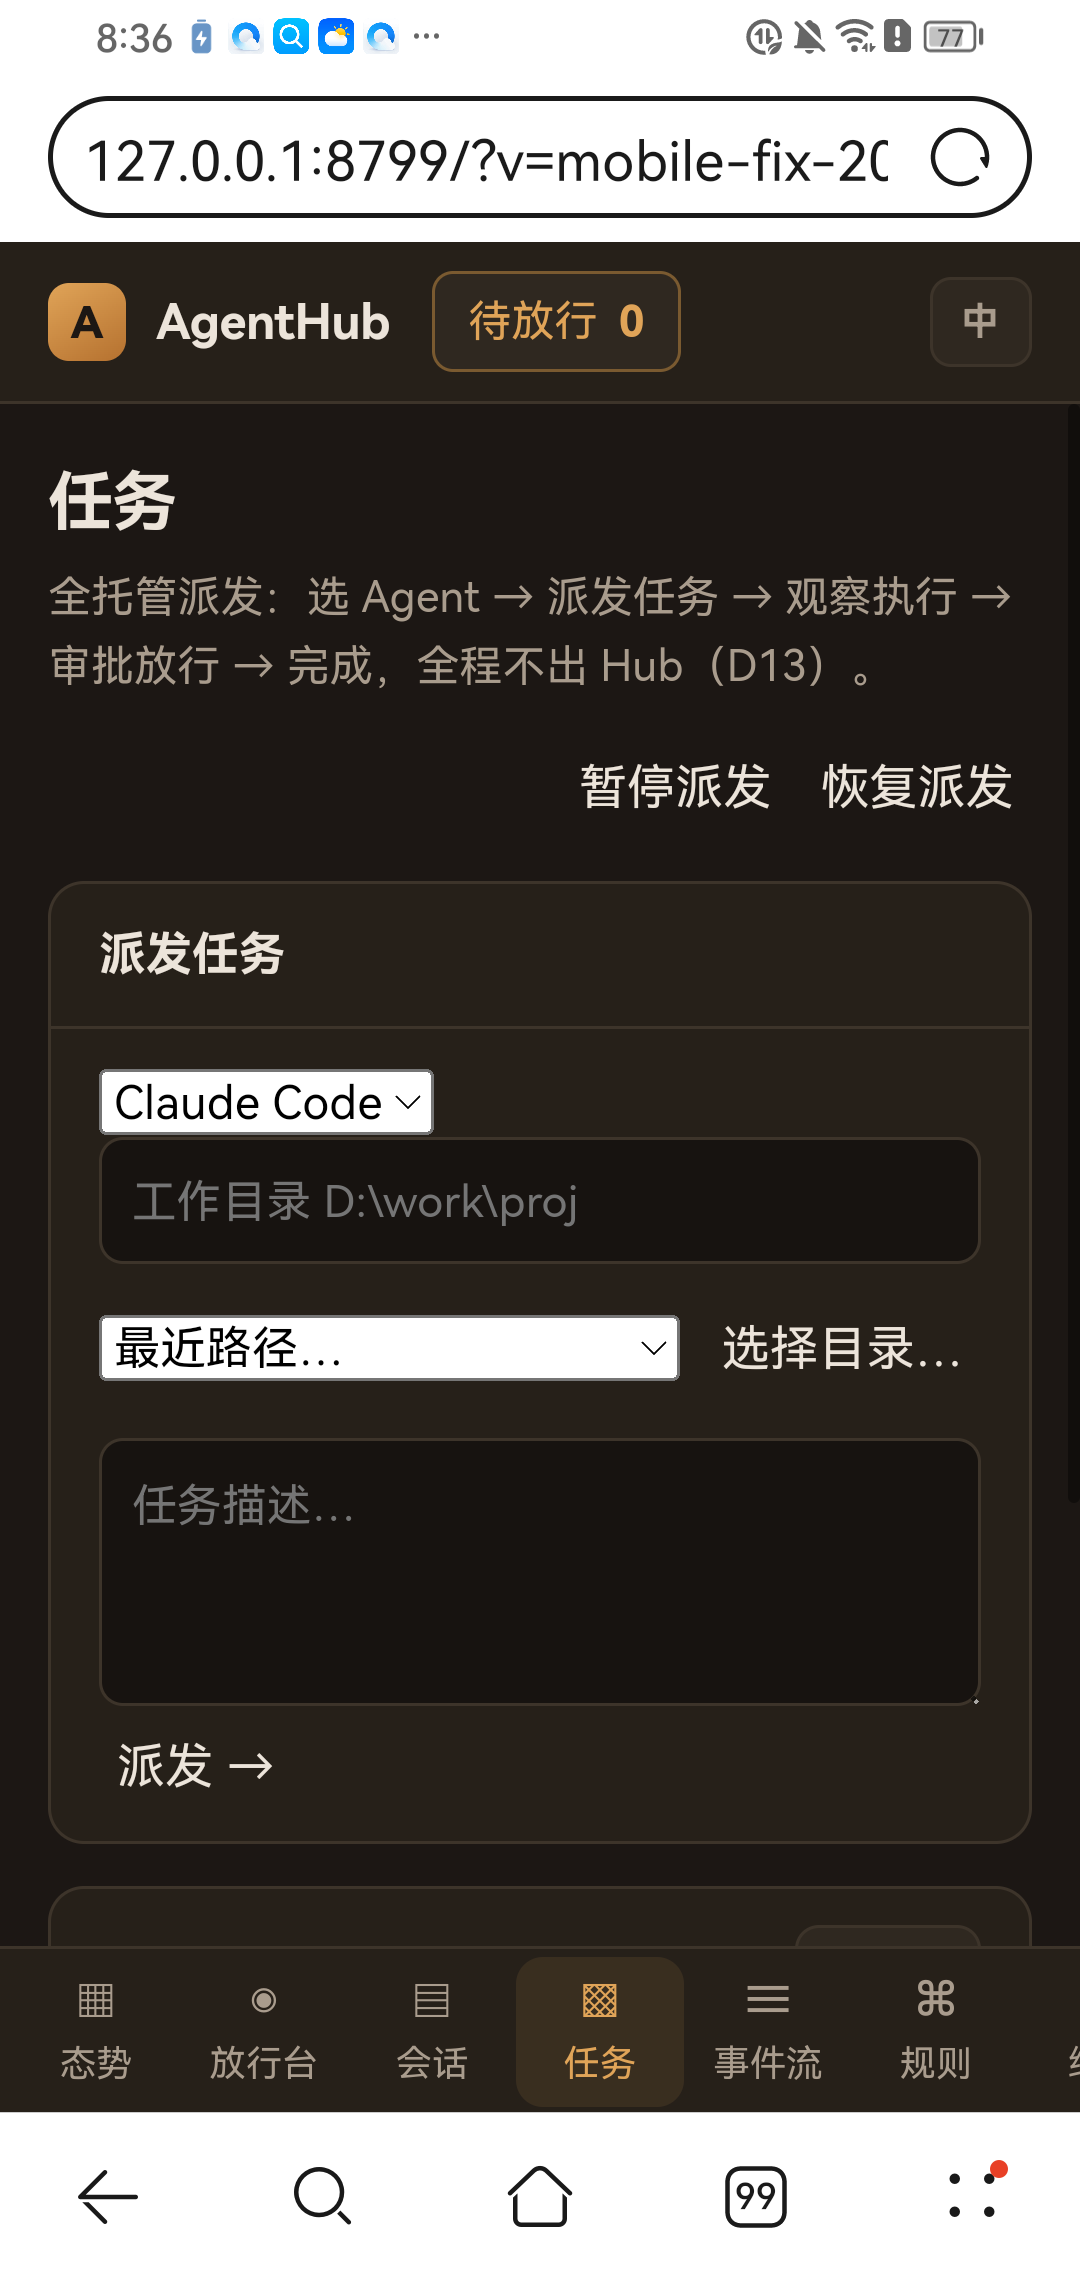 8:36
77
127.0.0.1:8799/?v=mobile-fix-20
A AgentHub 待放行 0 中
任务
全托管派发：选 Agent → 派发任务 → 观察执行 →
审批放行 → 完成，全程不出 Hub（D13）。
暂停派发 恢复派发
派发任务
Claude Code
工作目录 D:\work\proj
最近路径... 选择目录...
任务描述...
派发 →
态势 放行台 会话 任务 事件流 规则
99